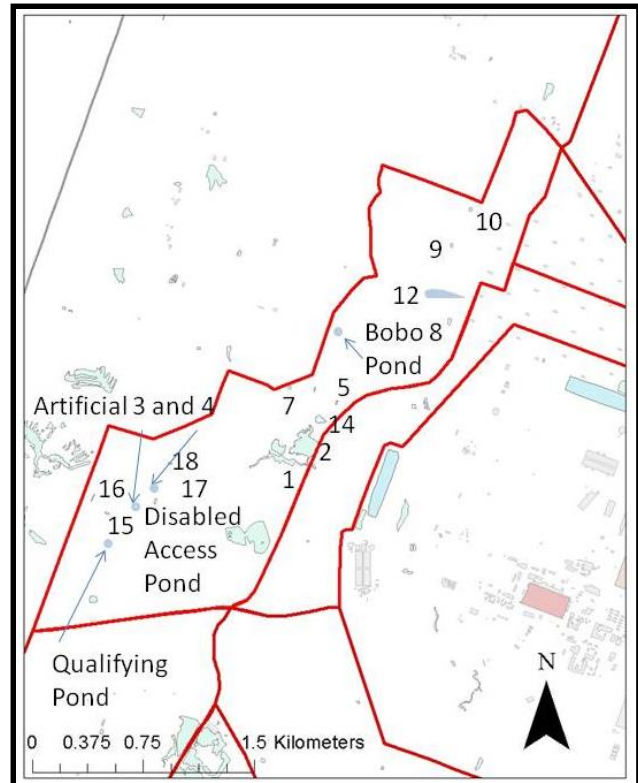 10
9
12
Bobo 8
Pond
5
Artificial 3 and 4
7
14
2
18
1
16
17
15
Disabled
Access
Pond
Qualifying
Pond
N
0 0.375 0.75 1.5 Kilometers